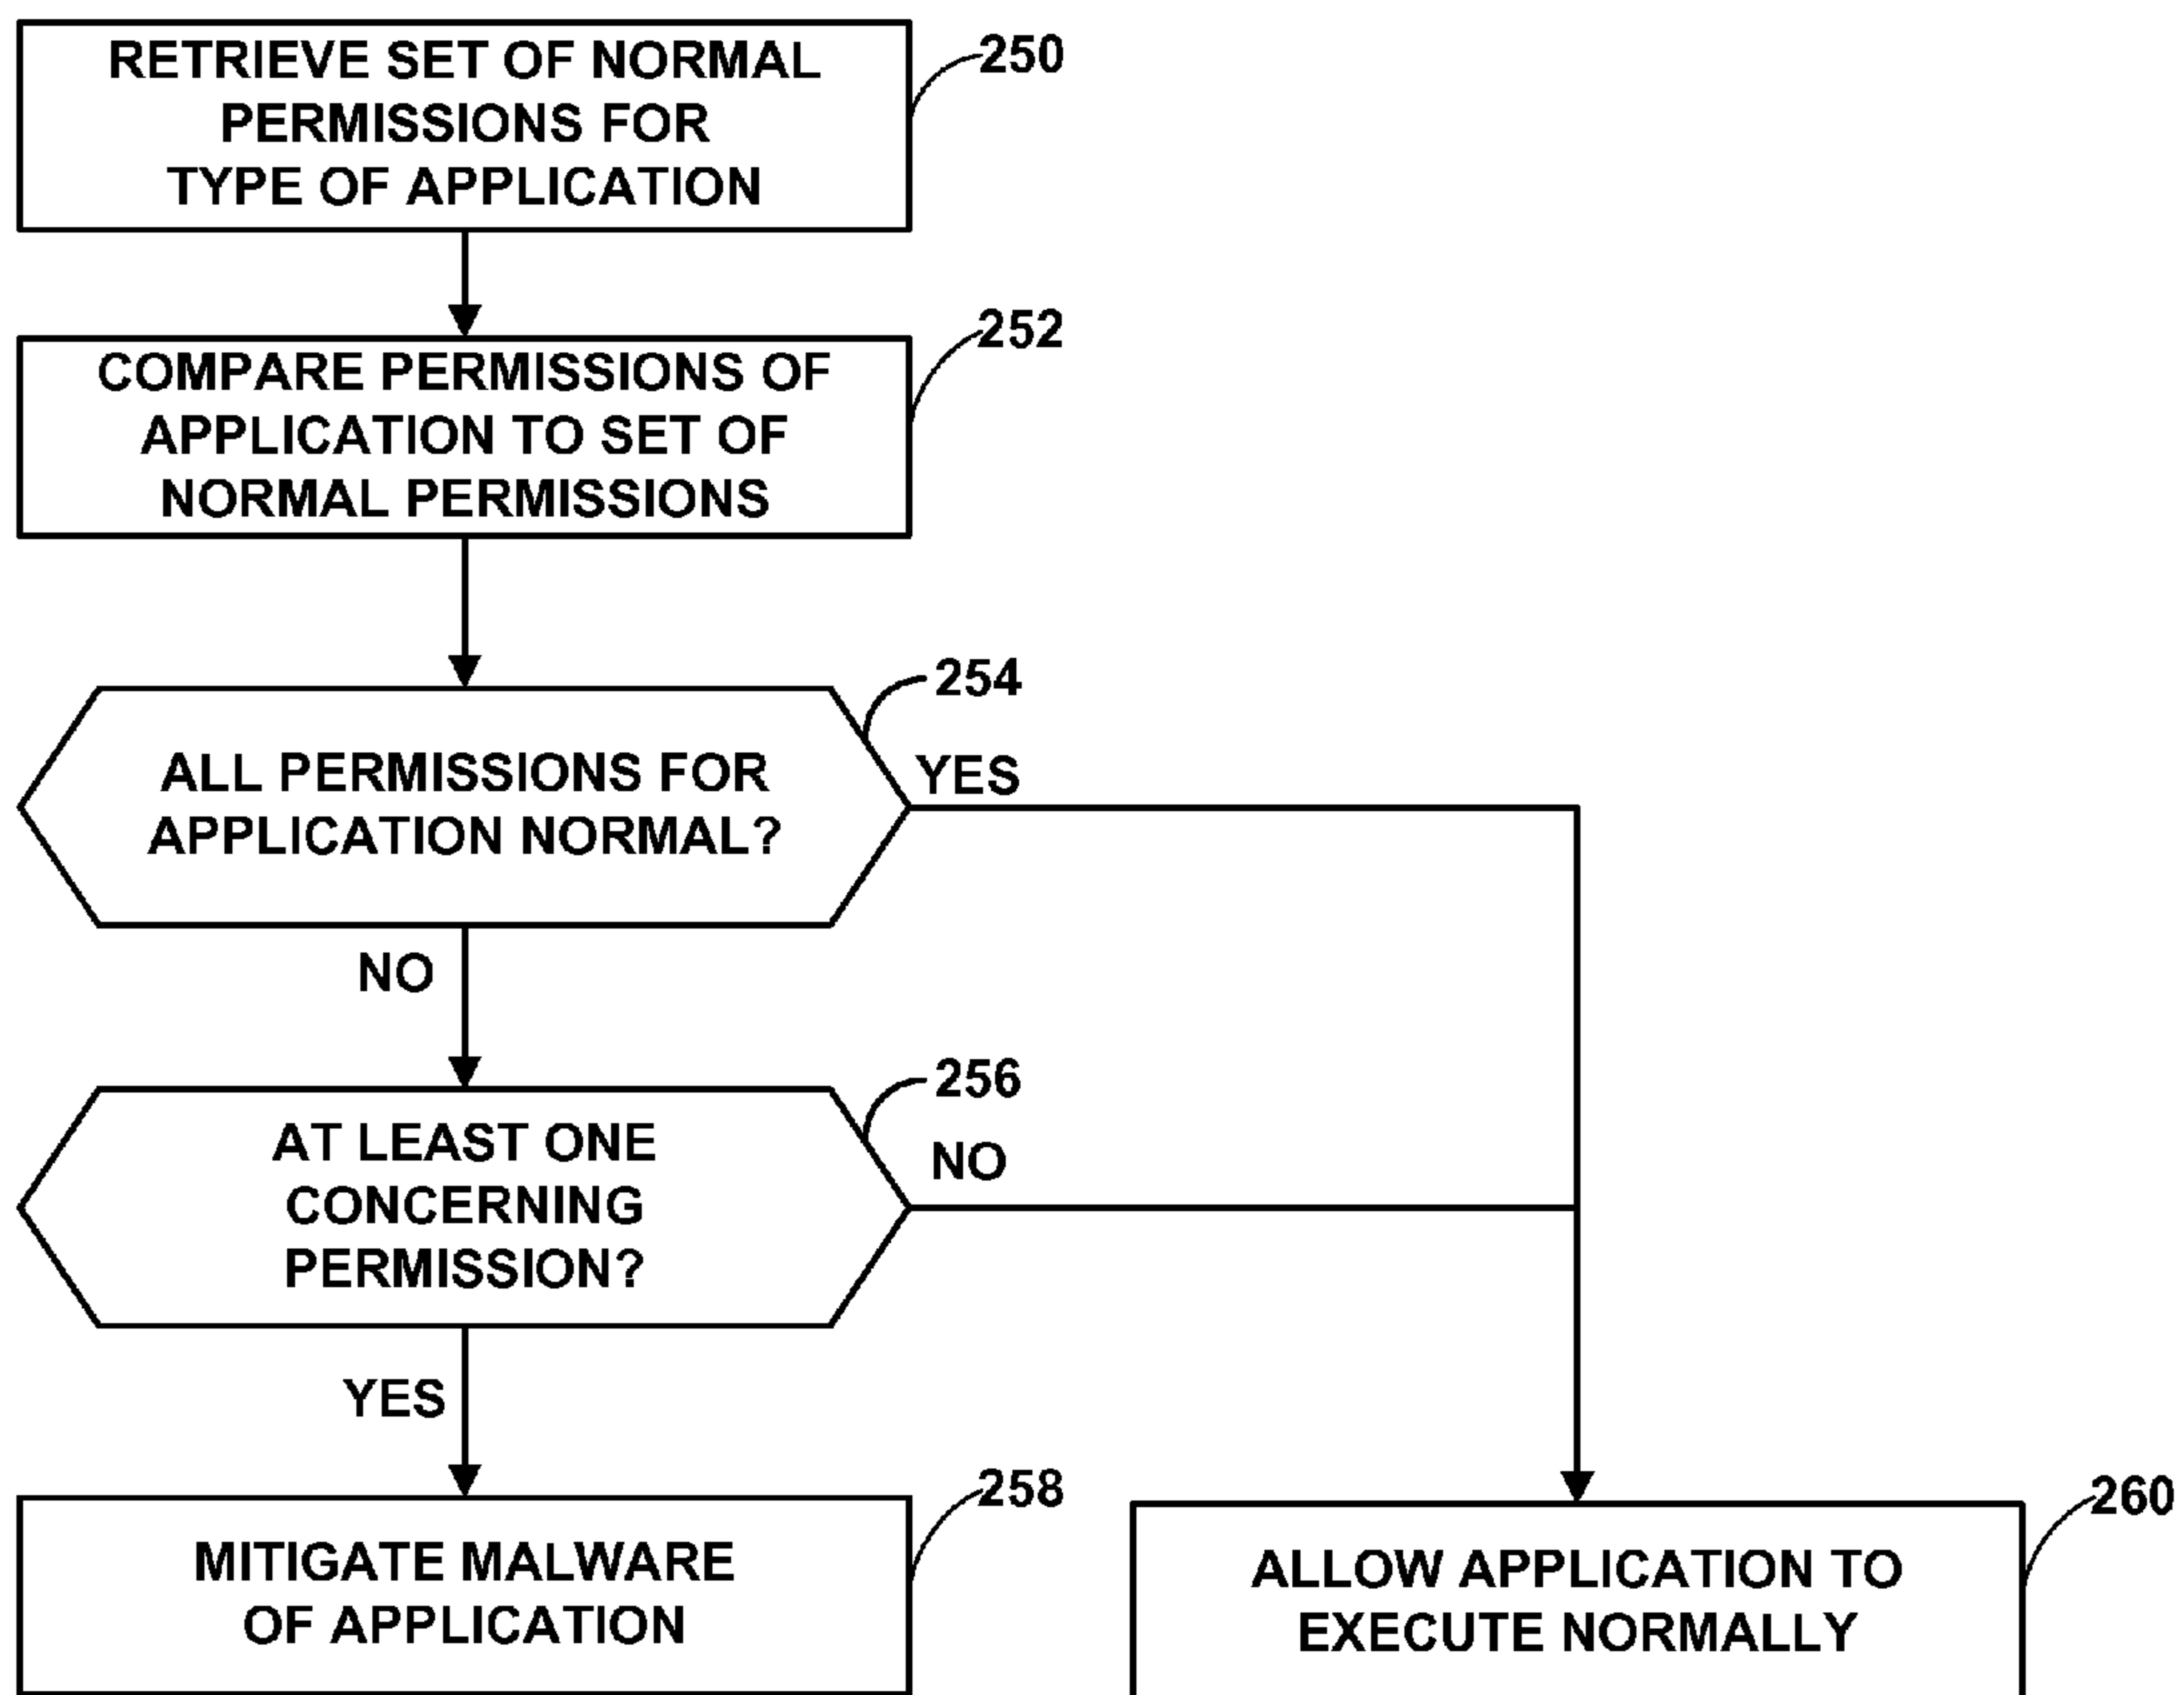 RETRIEVE SET OF NORMAL
PERMISSIONS FOR
TYPE OF APPLICATION
250
COMPARE PERMISSIONS OF
APPLICATION TO SET OF
NORMAL PERMISSIONS
252
254
ALL PERMISSIONS FOR
APPLICATION NORMAL?
YES
NO
256
AT LEAST ONE
CONCERNING
PERMISSION?
NO
YES
258
MITIGATE MALWARE
OF APPLICATION
260
ALLOW APPLICATION TO
EXECUTE NORMALLY